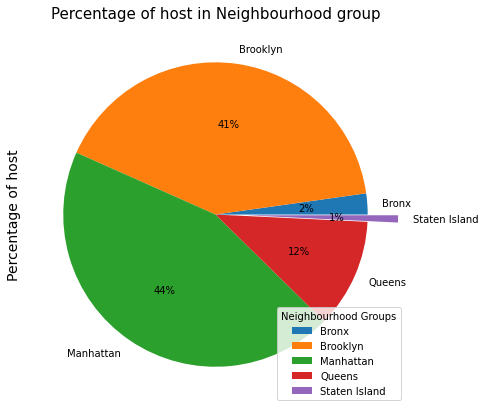 Percentage of host in Neighbourhood group
Brooklyn
41%
Bronx
2%
1%
Staten Island
Percentage of host
12%
Queens
44%
Manhattan
Neighbourhood Groups
Bronx
Brooklyn
Manhattan
Queens
Staten Island